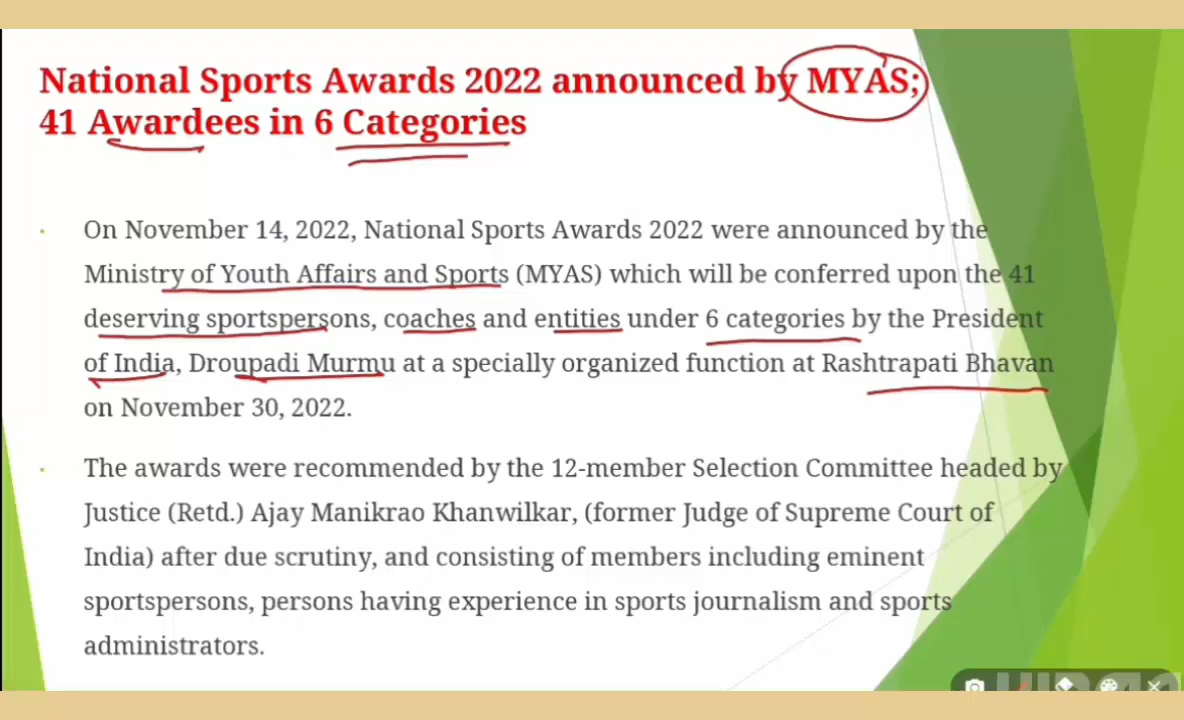 National Sports Awards 2022 announced by MYAS;
41 Awardees in 6 Categories
On November 14, 2022, National Sports Awards 2022 were announced by the
Ministry of Youth Affairs and Sports (MYAS) which will be conferred upon the 41
deserving sportspersons, coaches and entities under 6 categories by the President
of India, Droupadi Murmu at a specially organized function at Rashtrapati Bhavan
on November 30, 2022.
The awards were recommended by the 12-member Selection Committee headed by
Justice (Retd.) Ajay Manikrao Khanwilkar, (former Judge of Supreme Court of
India) after due scrutiny, and consisting of members including eminent
sportspersons, persons having experience in sports journalism and sports
administrators.